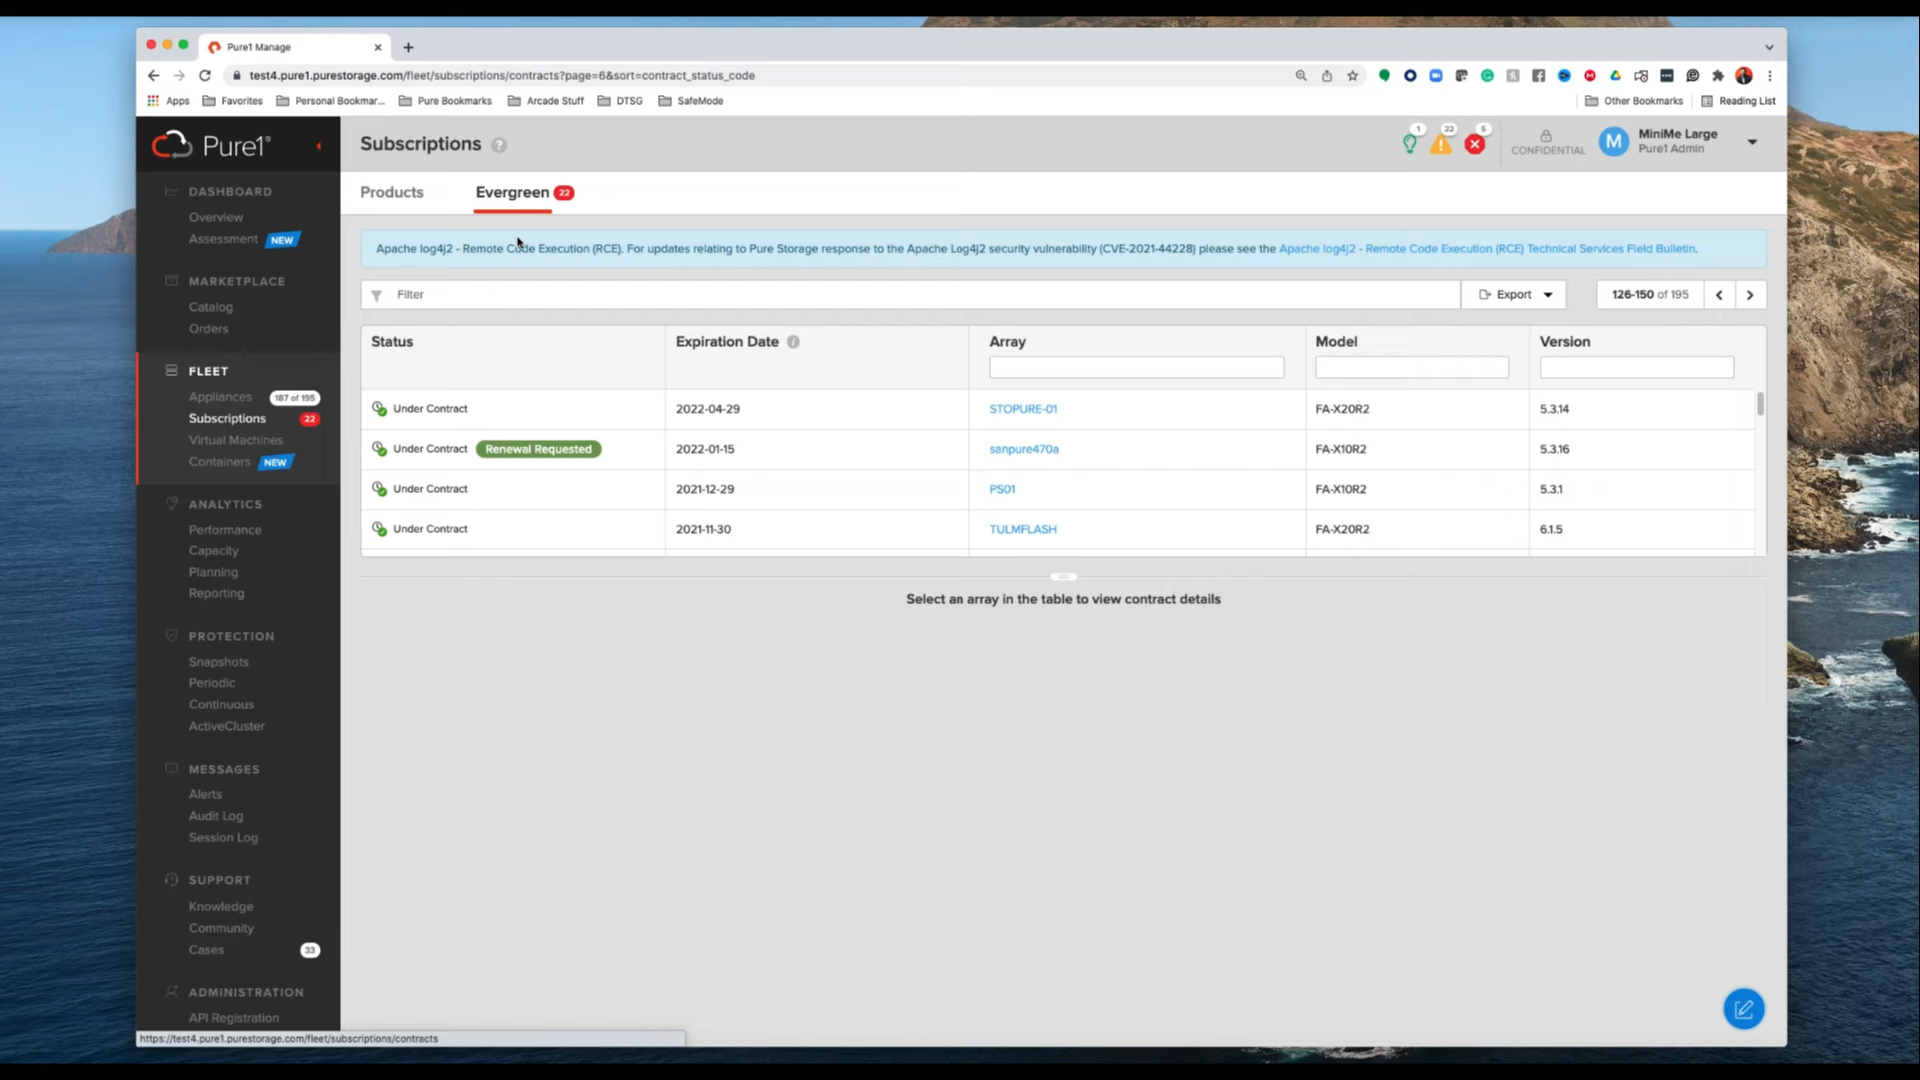 Pure1 Manage
test4.pure1.purestorage.com/fleet/subscriptions/contracts?page=6&sort=contract_status_code
Apps Favorites Personal Bookmar... Pure Bookmarks Arcade Stuff DTSG SafeMode Other Bookmarks Reading List
Pure1®
Subscriptions ?
1 22 5
CONFIDENTIAL
M
MiniMe Large
Pure1 Admin
Products Evergreen 22
DASHBOARD
Overview
Assessment NEW
MARKETPLACE
Catalog
Orders
FLEET
Appliances 187 of 195
Subscriptions 22
Virtual Machines
Containers NEW
ANALYTICS
Performance
Capacity
Planning
Reporting
PROTECTION
Snapshots
Periodic
Continuous
ActiveCluster
MESSAGES
Alerts
Audit Log
Session Log
SUPPORT
Knowledge
Community
Cases 33
ADMINISTRATION
API Registration
Apache log4j2 - Remote Code Execution (RCE). For updates relating to Pure Storage response to the Apache Log4j2 security vulnerability (CVE-2021-44228) please see the Apache log4j2 - Remote Code Execution (RCE) Technical Services Field Bulletin.
Filter Export 126-150 of 195
Status Expiration Date Array Model Version
Under Contract 2022-04-29 STOPURE-01 FA-X20R2 5.3.14
Under Contract Renewal Requested 2022-01-15 sanpure470a FA-X10R2 5.3.16
Under Contract 2021-12-29 PS01 FA-X10R2 5.3.1
Under Contract 2021-11-30 TULMFLASH FA-X20R2 6.1.5
Select an array in the table to view contract details
https://test4.pure1.purestorage.com/fleet/subscriptions/contracts